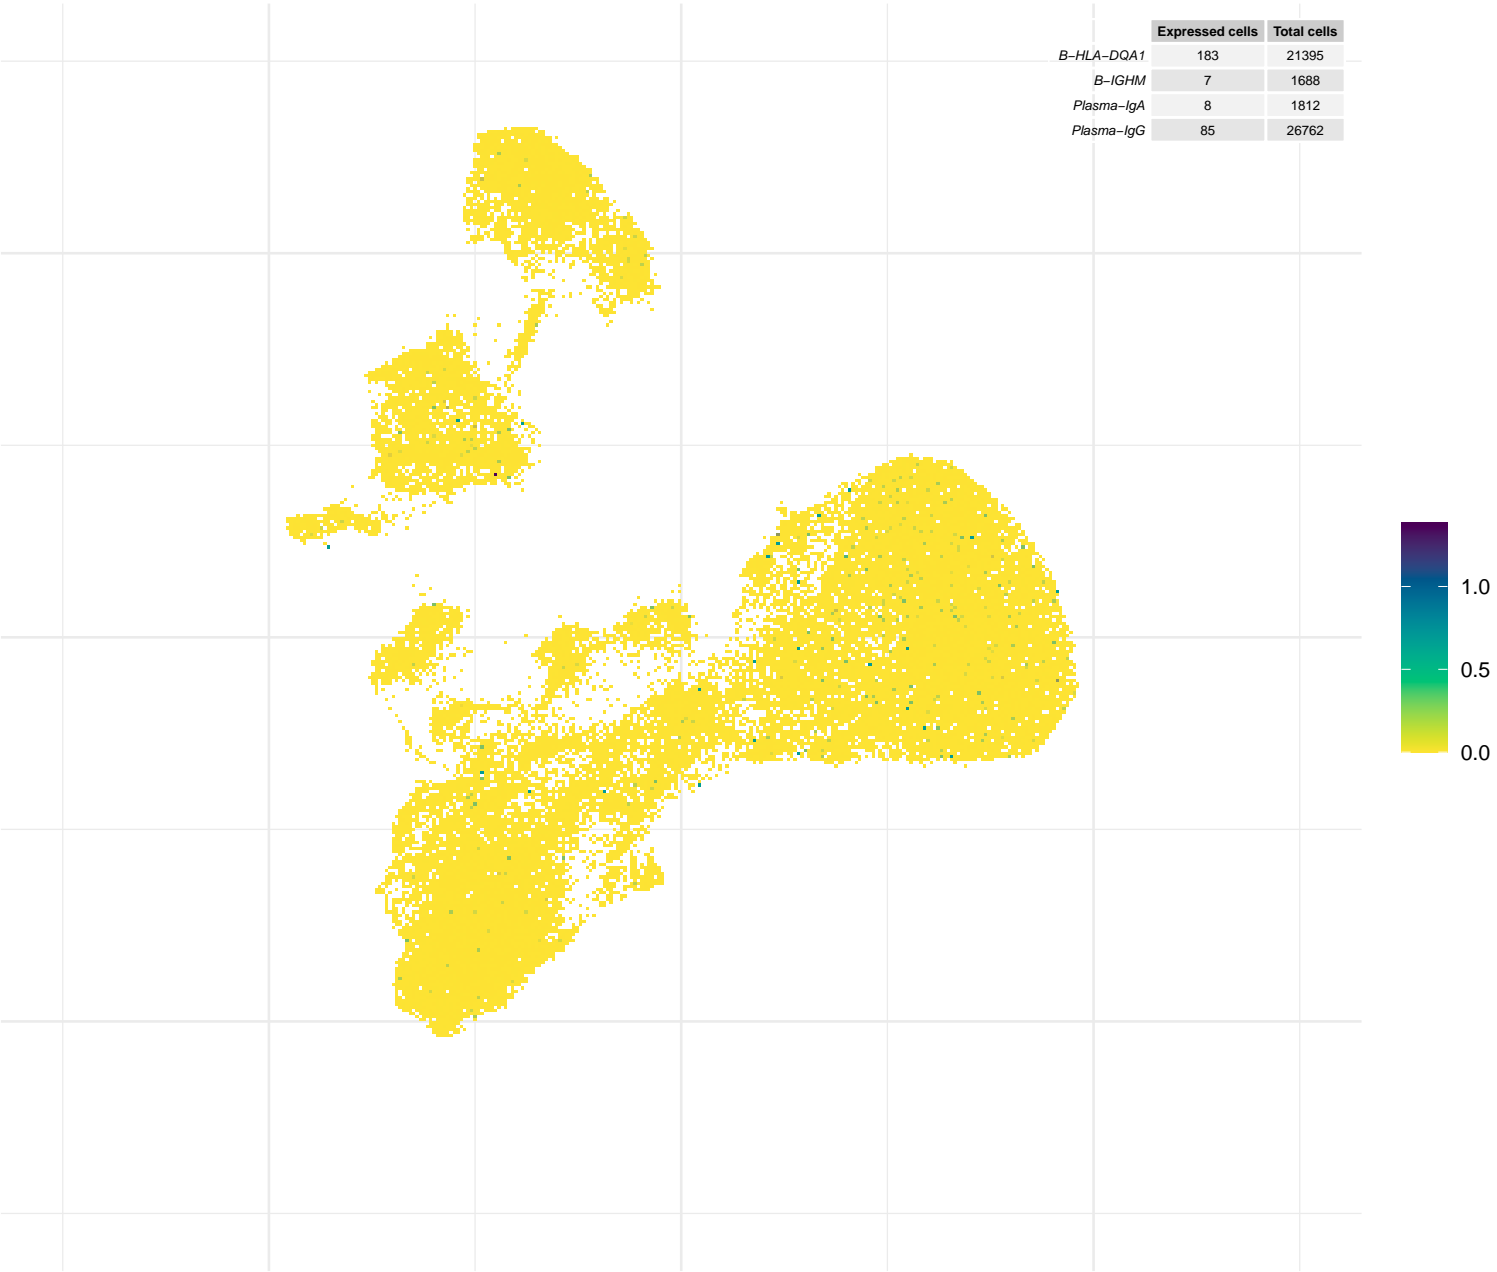 Expressed cells Total cells
B−HLA−DQA1 183 21395
B−IGHM 7 1688
Plasma−IgA 8 1812
Plasma−IgG 85 26762
1.0
0.5
0.0